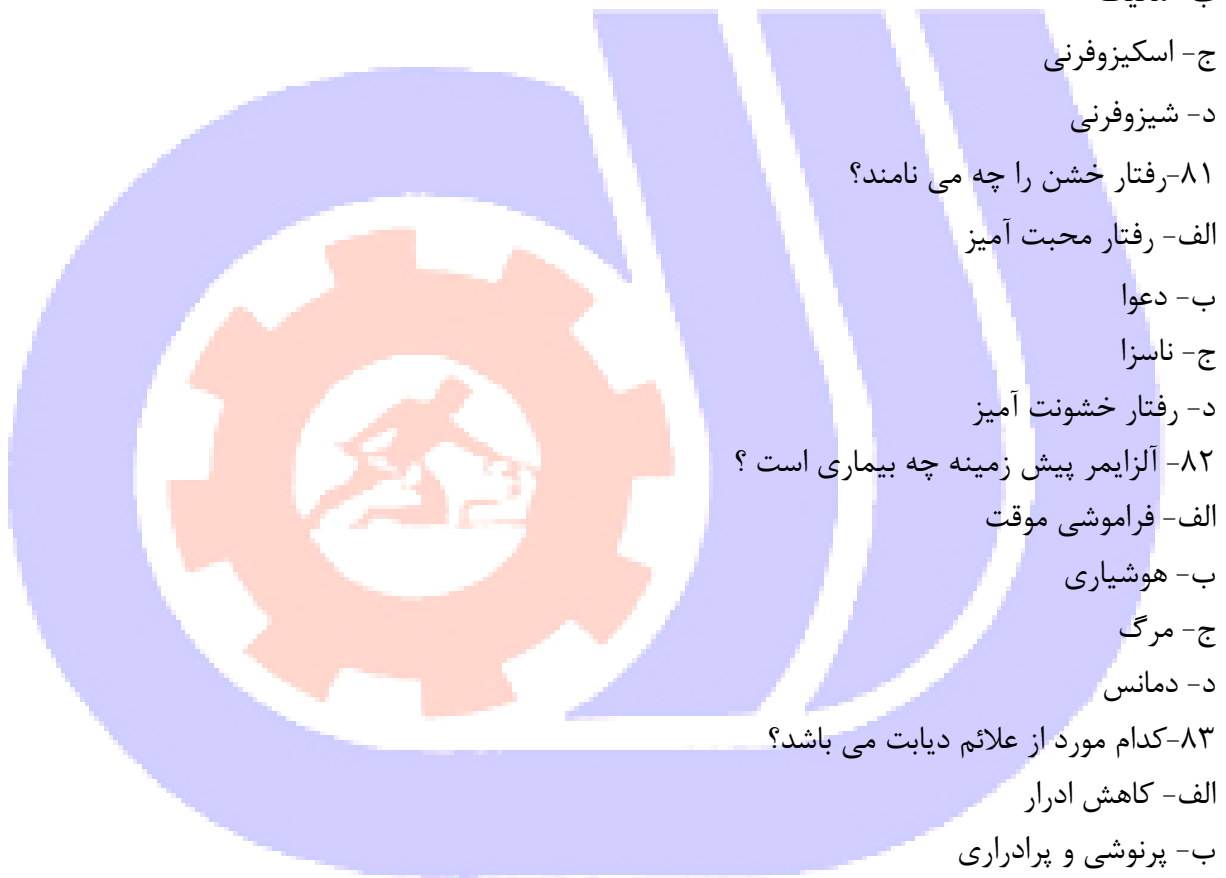 ج- اسکیزوفرنی
د- شیزوفرنی
۸۱-رفتار خشن را چه می نامند؟
الف- رفتار محبت آمیز
ب- دعوا
ج- ناسزا
د- رفتار خشونت آمیز
۸۲- آلزایمر پیش زمینه چه بیماری است ؟
الف- فراموشی موقت
ب- هوشیاری
ج- مرگ
د- دمانس
۸۳-کدام مورد از علائم دیابت می باشد؟
الف- کاهش ادرار
ب- پرنوشی و پرادراری